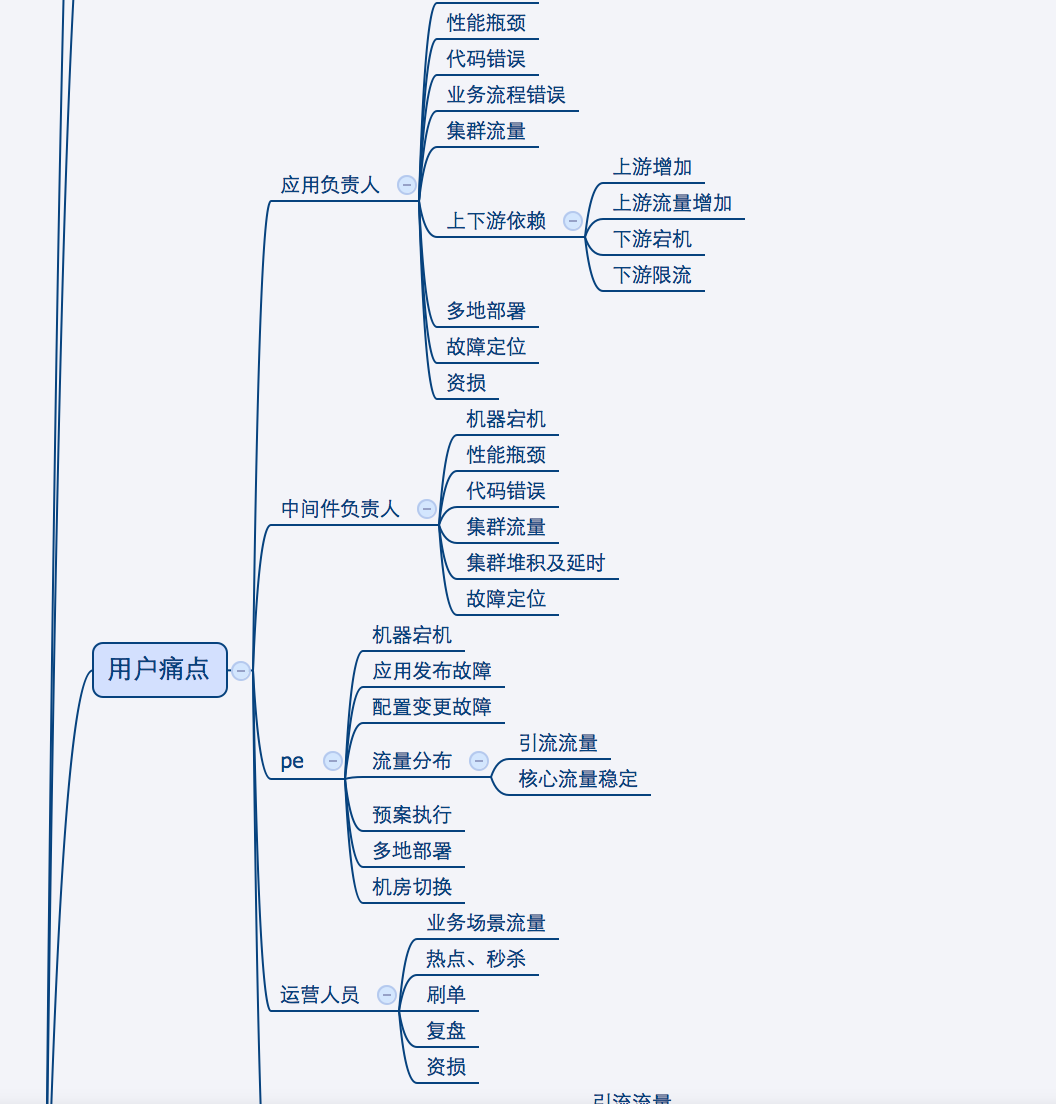 性能瓶颈
代码错误
业务流程错误
集群流量
应用负责人
上下游依赖
上游增加
上游流量增加
下游宕机
下游限流
多地部署
故障定位
资损
中间件负责人
机器宕机
性能瓶颈
代码错误
集群流量
集群堆积及延时
故障定位
用户痛点
pe
机器宕机
应用发布故障
配置变更故障
流量分布
引流流量
核心流量稳定
预案执行
多地部署
机房切换
运营人员
业务场景流量
热点、秒杀
刷单
复盘
资损
引流流量